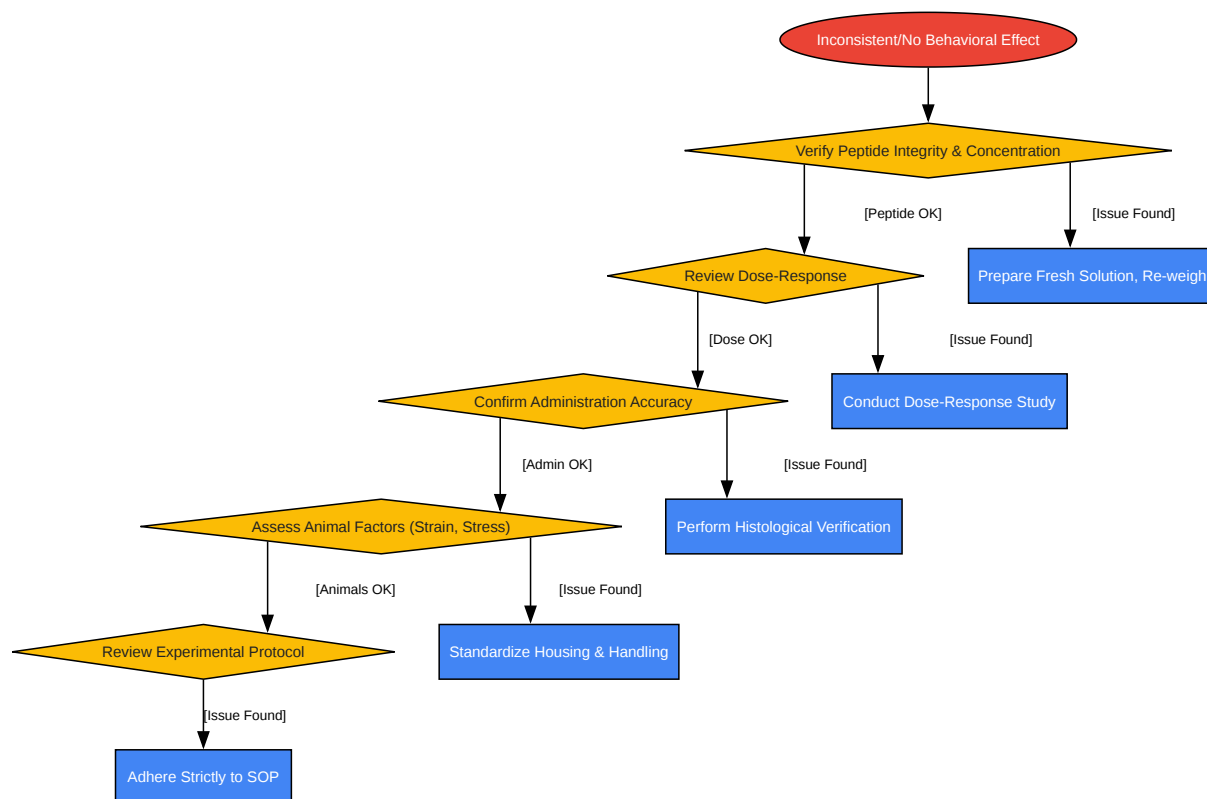 Inconsistent/No Behavioral Effect
Verify Peptide Integrity & Concentration
[Peptide OK]
[Issue Found]
Review Dose-Response
Prepare Fresh Solution, Re-weigh
[Dose OK]
[Issue Found]
Confirm Administration Accuracy
Conduct Dose-Response Study
[Admin OK]
[Issue Found]
Assess Animal Factors (Strain, Stress)
Perform Histological Verification
[Animals OK]
[Issue Found]
Review Experimental Protocol
Standardize Housing & Handling
[Issue Found]
Adhere Strictly to SOP